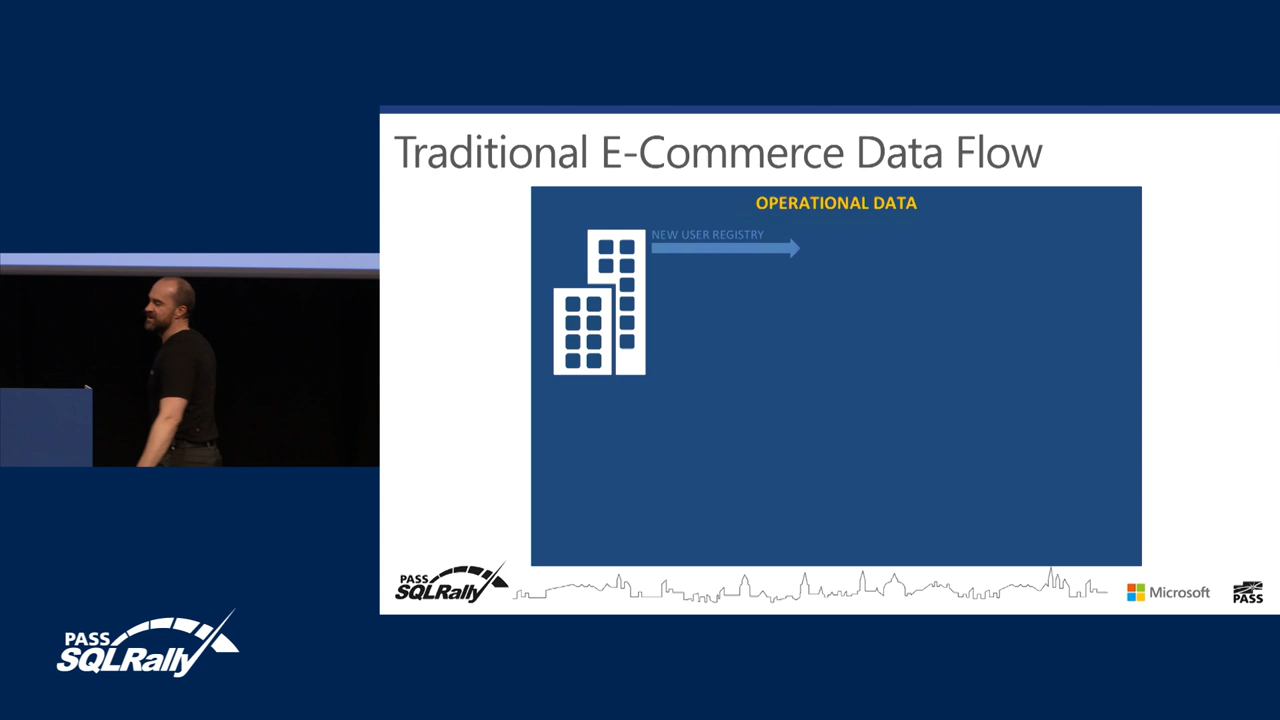 Traditional E-Commerce Data Flow
OPERATIONAL DATA
NEW USER REGISTRY
PASS
SQLRally
Microsoft
PASS
PASS
SQLRally